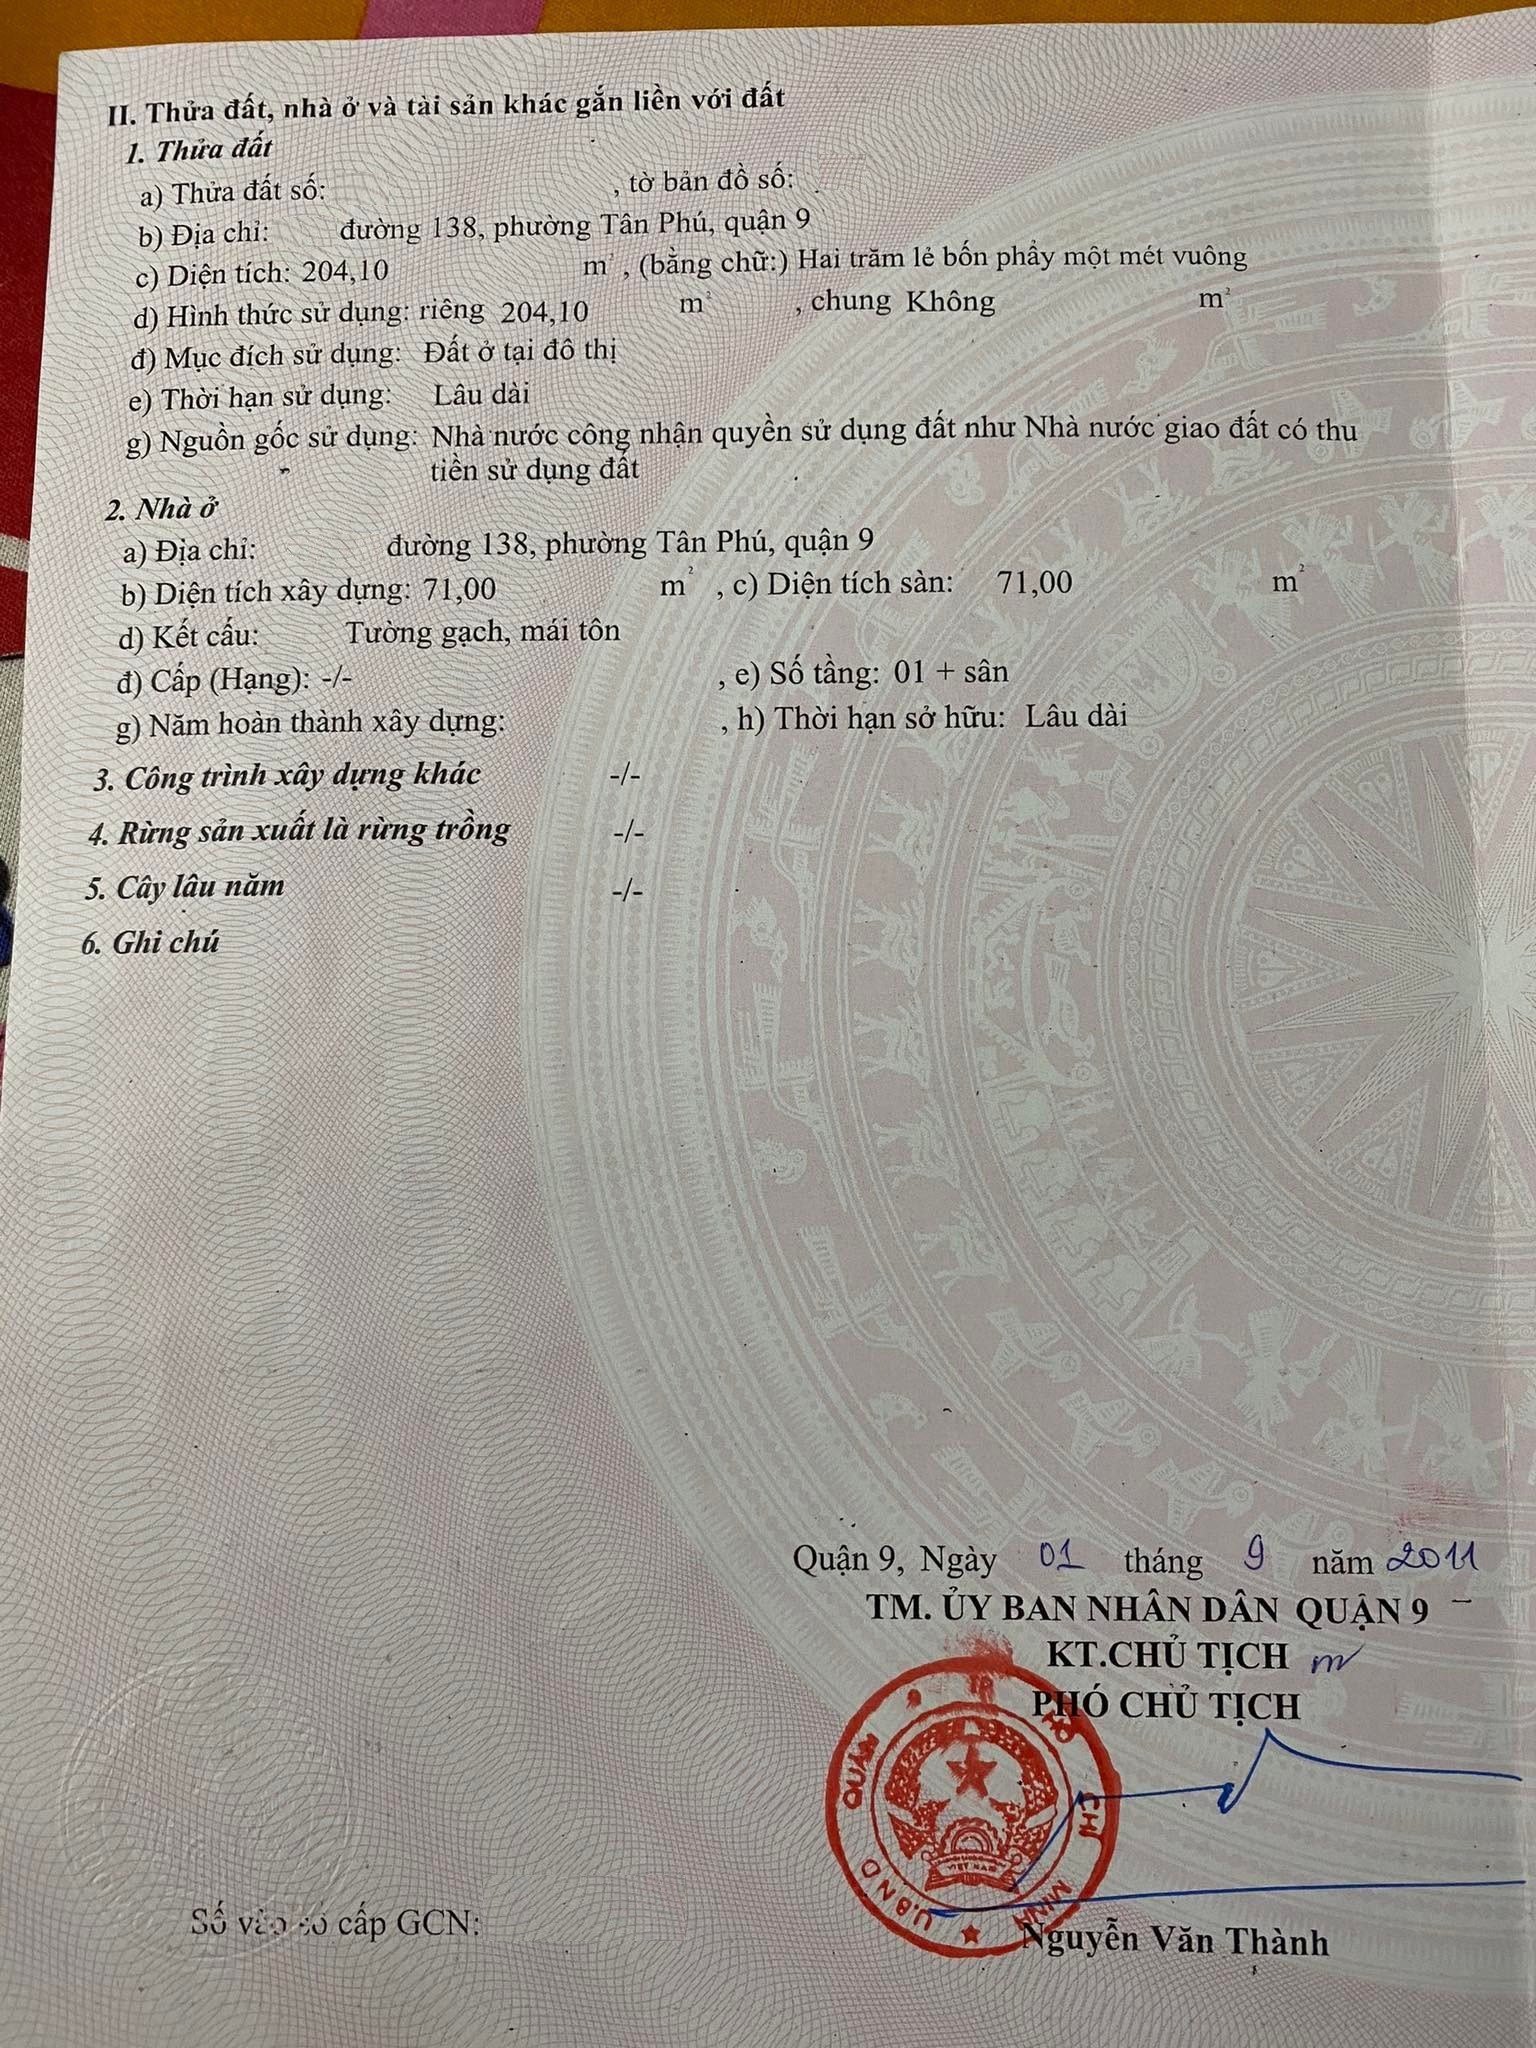 II. Thửa đất, nhà ở và tài sản khác gắn liền với đất
1. Thửa đất
a) Thửa đất số: , tờ bản đồ số:
b) Địa chỉ: đường 138, phường Tân Phú, quận 9
c) Diện tích: 204,10 m², (bằng chữ:) Hai trăm lẻ bốn phẩy một mét vuông
d) Hình thức sử dụng: riêng 204,10 m², chung Không m²
đ) Mục đích sử dụng: Đất ở tại đô thị
e) Thời hạn sử dụng: Lâu dài
g) Nguồn gốc sử dụng: Nhà nước công nhận quyền sử dụng đất như Nhà nước giao đất có thu
tiền sử dụng đất
2. Nhà ở
a) Địa chỉ: đường 138, phường Tân Phú, quận 9
b) Diện tích xây dựng: 71,00 m², c) Diện tích sàn: 71,00 m²
d) Kết cấu: Tường gạch, mái tôn
đ) Cấp (Hạng): -/- , e) Số tầng: 01 + sân
g) Năm hoàn thành xây dựng: , h) Thời hạn sở hữu: Lâu dài
3. Công trình xây dựng khác -/-
4. Rừng sản xuất là rừng trồng -/-
5. Cây lâu năm -/-
6. Ghi chú
Quận 9, Ngày 01 tháng 9 năm 2011
TM. ỦY BAN NHÂN DÂN QUẬN 9
KT.CHỦ TỊCH
PHÓ CHỦ TỊCH
U.B.N.D QUẬN 9 TP HỒ CHÍ MINH
VIỆT NAM
Nguyễn Văn Thành
Số vào sổ cấp GCN: